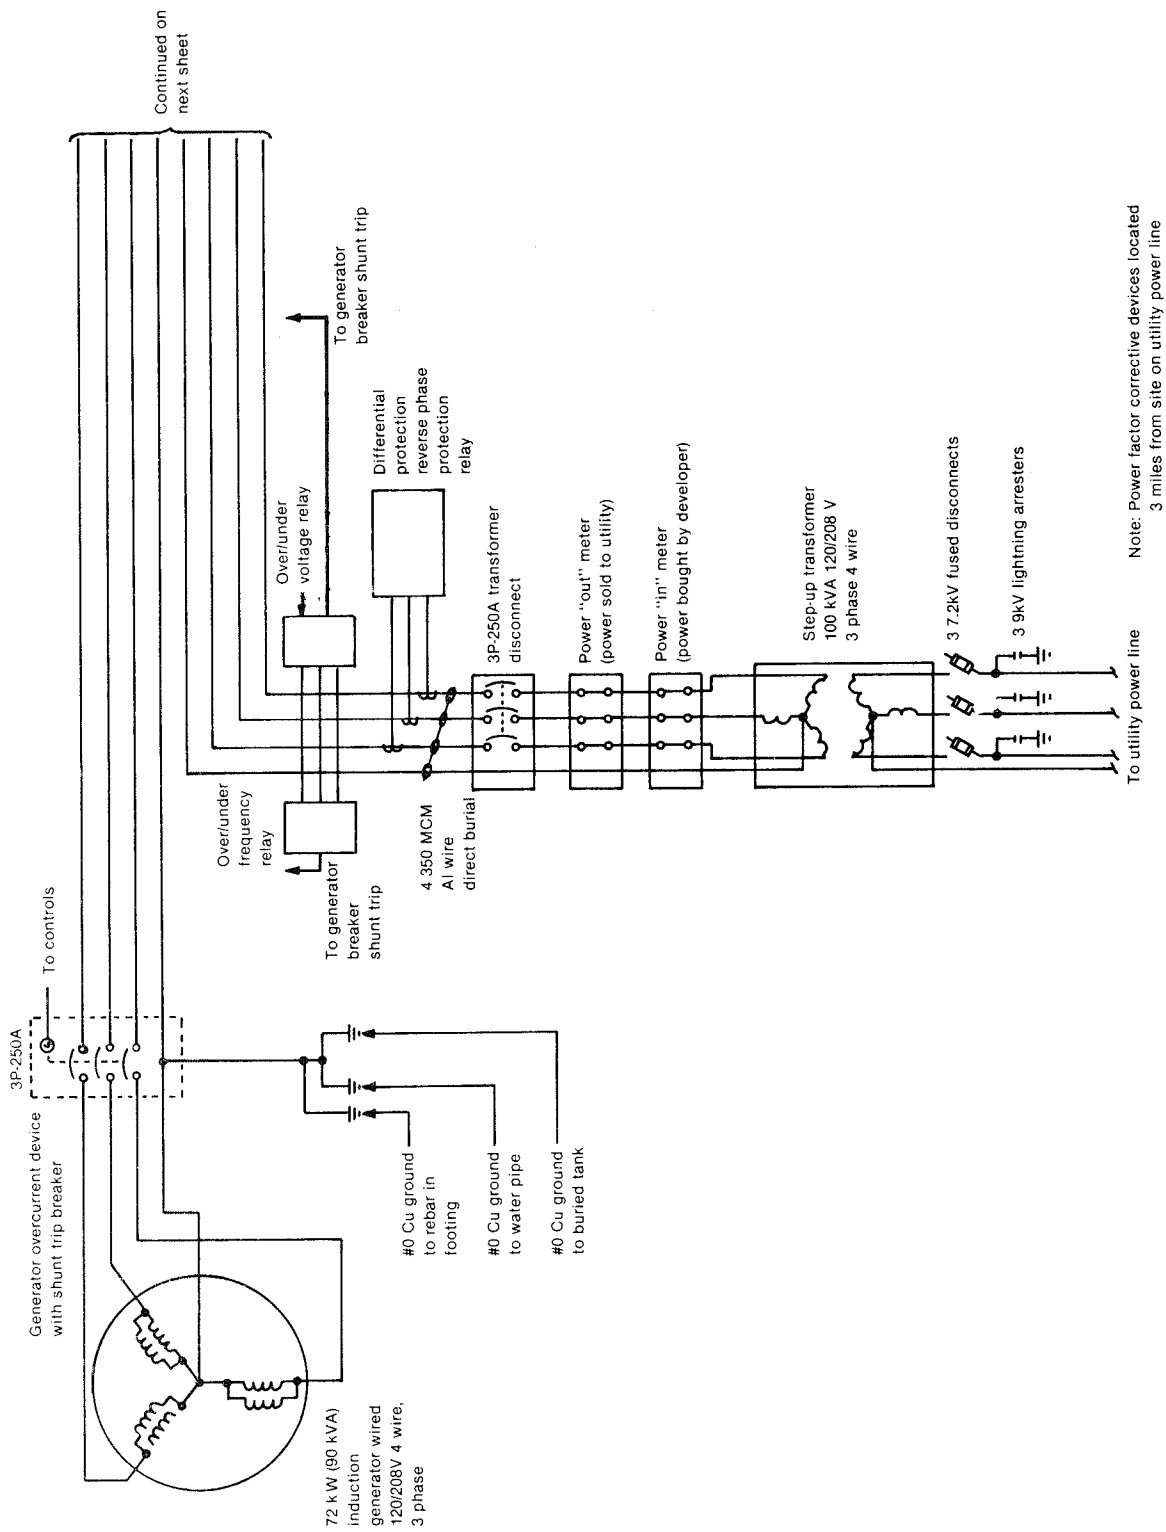 Continued on
next sheet
3P-250A
To controls
Generator overcurrent device
with shunt trip breaker
72 kW (90 kVA)
induction
generator wired
120/208V 4 wire,
3 phase
#0 Cu ground
to rebar in
footing
#0 Cu ground
to water pipe
#0 Cu ground
to buried tank
Over/under
frequency
relay
To generator
breaker
shunt trip
Over/under
voltage relay
To generator
breaker shunt trip
Differential
protection
reverse phase
protection
relay
4 350 MCM
Al wire
direct burial
3P-250A transformer
disconnect
Power "out" meter
(power sold to utility)
Power "in" meter
(power bought by developer)
Step-up transformer
100 kVA 120/208 V
3 phase 4 wire
3 7.2kV fused disconnects
3 9kV lightning arresters
To utility power line
Note: Power factor corrective devices located
3 miles from site on utility power line